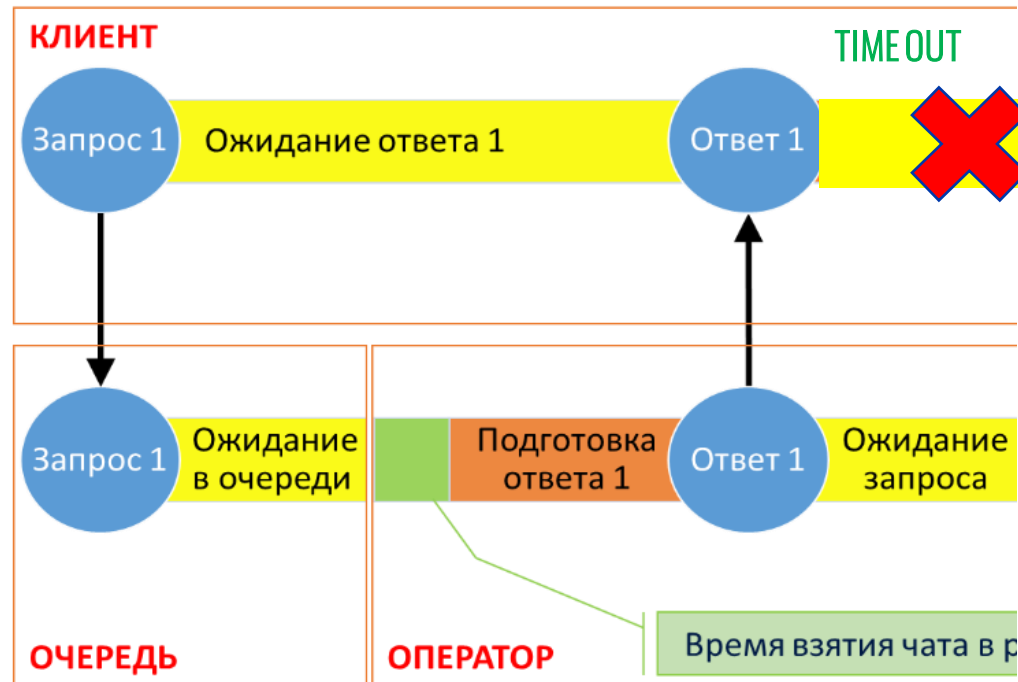 КЛИЕНТ
TIME OUT
Запрос 1
Ожидание ответа 1
Ответ 1
Запрос 1
Ожидание
в очереди
Подготовка
ответа 1
Ответ 1
Ожидание
запроса
Время взятия чата в р
ОЧЕРЕДЬ
ОПЕРАТОР